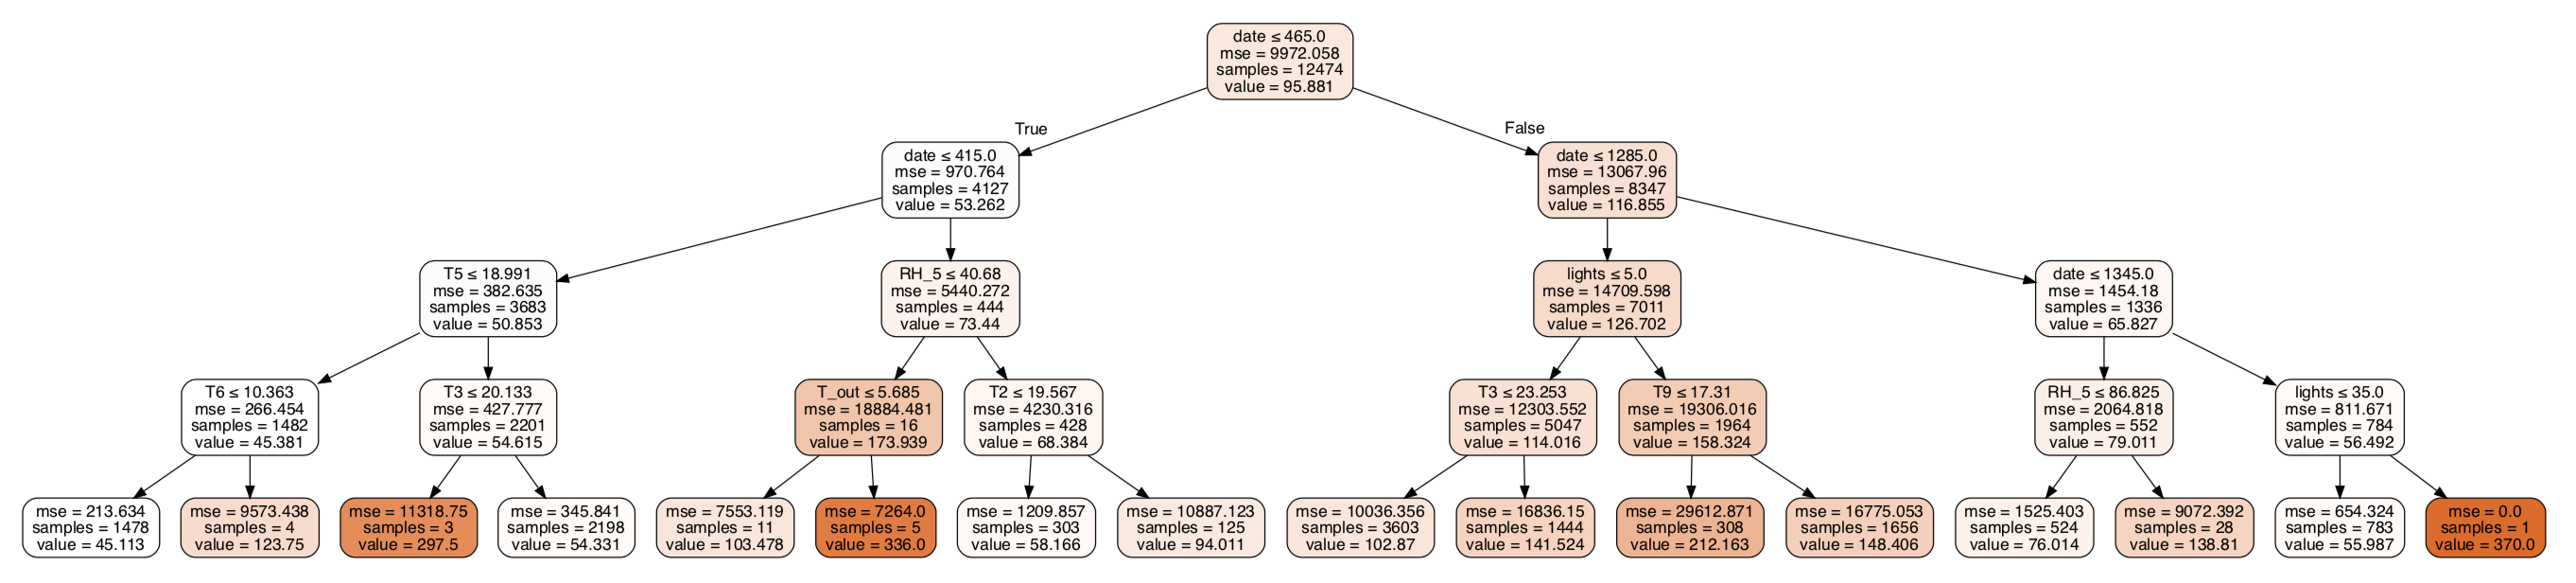 date ≤ 465.0
mse = 9972.058
samples = 12474
value = 95.881
True
False
date ≤ 415.0
mse = 970.764
samples = 4127
value = 53.262
date ≤ 1285.0
mse = 13067.96
samples = 8347
value = 116.855
T5 ≤ 18.991
mse = 382.635
samples = 3683
value = 50.853
RH_5 ≤ 40.68
mse = 5440.272
samples = 444
value = 73.44
lights ≤ 5.0
mse = 14709.598
samples = 7011
value = 126.702
date ≤ 1345.0
mse = 1454.18
samples = 1336
value = 65.827
T6 ≤ 10.363
mse = 266.454
samples = 1482
value = 45.381
T3 ≤ 20.133
mse = 427.777
samples = 2201
value = 54.615
T_out ≤ 5.685
mse = 18884.481
samples = 16
value = 173.939
T2 ≤ 19.567
mse = 4230.316
samples = 428
value = 68.384
T3 ≤ 23.253
mse = 12303.552
samples = 5047
value = 114.016
T9 ≤ 17.31
mse = 19306.016
samples = 1964
value = 158.324
RH_5 ≤ 86.825
mse = 2064.818
samples = 552
value = 79.011
lights ≤ 35.0
mse = 811.671
samples = 784
value = 56.492
mse = 213.634
samples = 1478
value = 45.113
mse = 9573.438
samples = 4
value = 123.75
mse = 11318.75
samples = 3
value = 297.5
mse = 345.841
samples = 2198
value = 54.331
mse = 7553.119
samples = 11
value = 103.478
mse = 7264.0
samples = 5
value = 336.0
mse = 1209.857
samples = 303
value = 58.166
mse = 10887.123
samples = 125
value = 94.011
mse = 10036.356
samples = 3603
value = 102.87
mse = 16836.15
samples = 1444
value = 141.524
mse = 29612.871
samples = 308
value = 212.163
mse = 16775.053
samples = 1656
value = 148.406
mse = 1525.403
samples = 524
value = 76.014
mse = 9072.392
samples = 28
value = 138.81
mse = 654.324
samples = 783
value = 55.987
mse = 0.0
samples = 1
value = 370.0